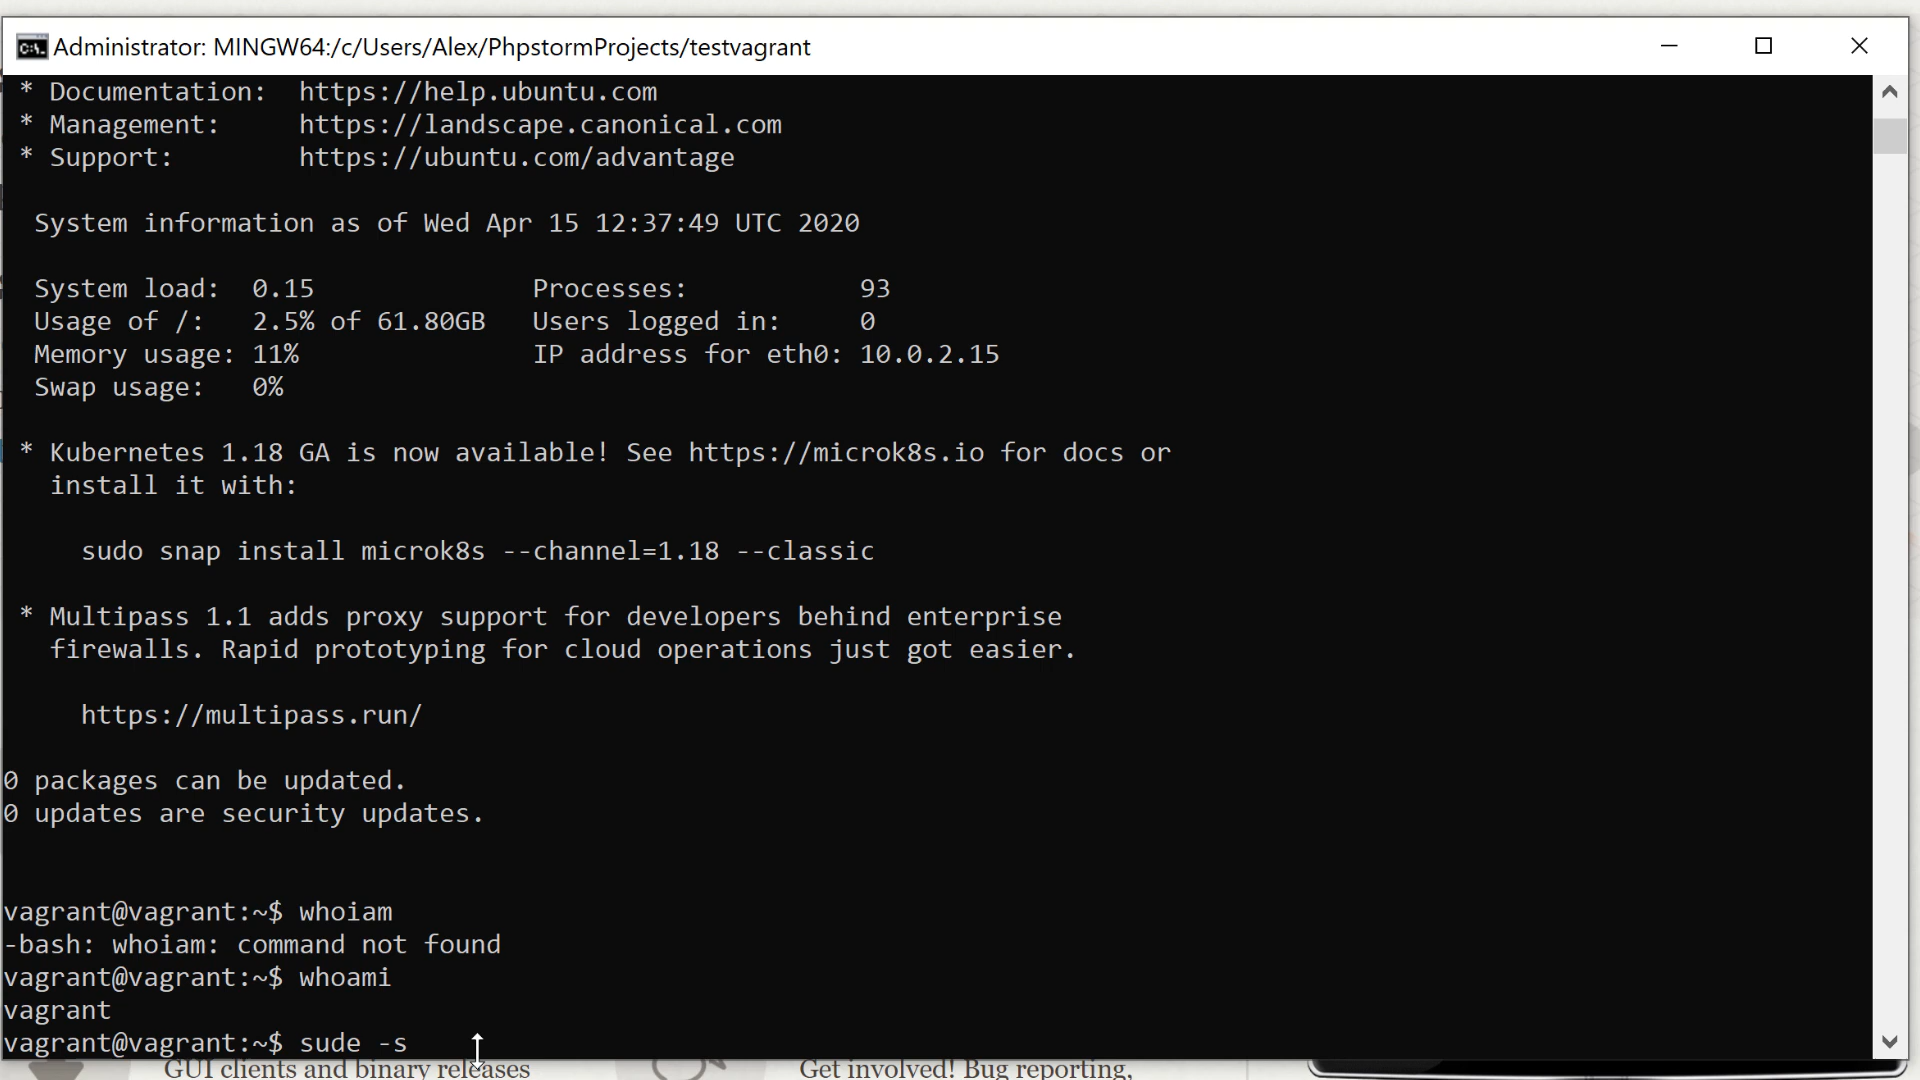 Administrator: MINGW64:/c/Users/Alex/PhpstormProjects/testvagrant
* Documentation:  https://help.ubuntu.com
* Management:     https://landscape.canonical.com
* Support:        https://ubuntu.com/advantage
System information as of Wed Apr 15 12:37:49 UTC 2020
System load:  0.15              Processes:           93
Usage of /:   2.5% of 61.80GB   Users logged in:     0
Memory usage: 11%               IP address for eth0: 10.0.2.15
Swap usage:   0%
* Kubernetes 1.18 GA is now available! See https://microk8s.io for docs or
install it with:
sudo snap install microk8s --channel=1.18 --classic
* Multipass 1.1 adds proxy support for developers behind enterprise
firewalls. Rapid prototyping for cloud operations just got easier.
https://multipass.run/
0 packages can be updated.
0 updates are security updates.
vagrant@vagrant:~$ whoiam
-bash: whoiam: command not found
vagrant@vagrant:~$ whoami
vagrant
vagrant@vagrant:~$ sude -s
GUI clients and binary releases
Get involved! Bug reporting,